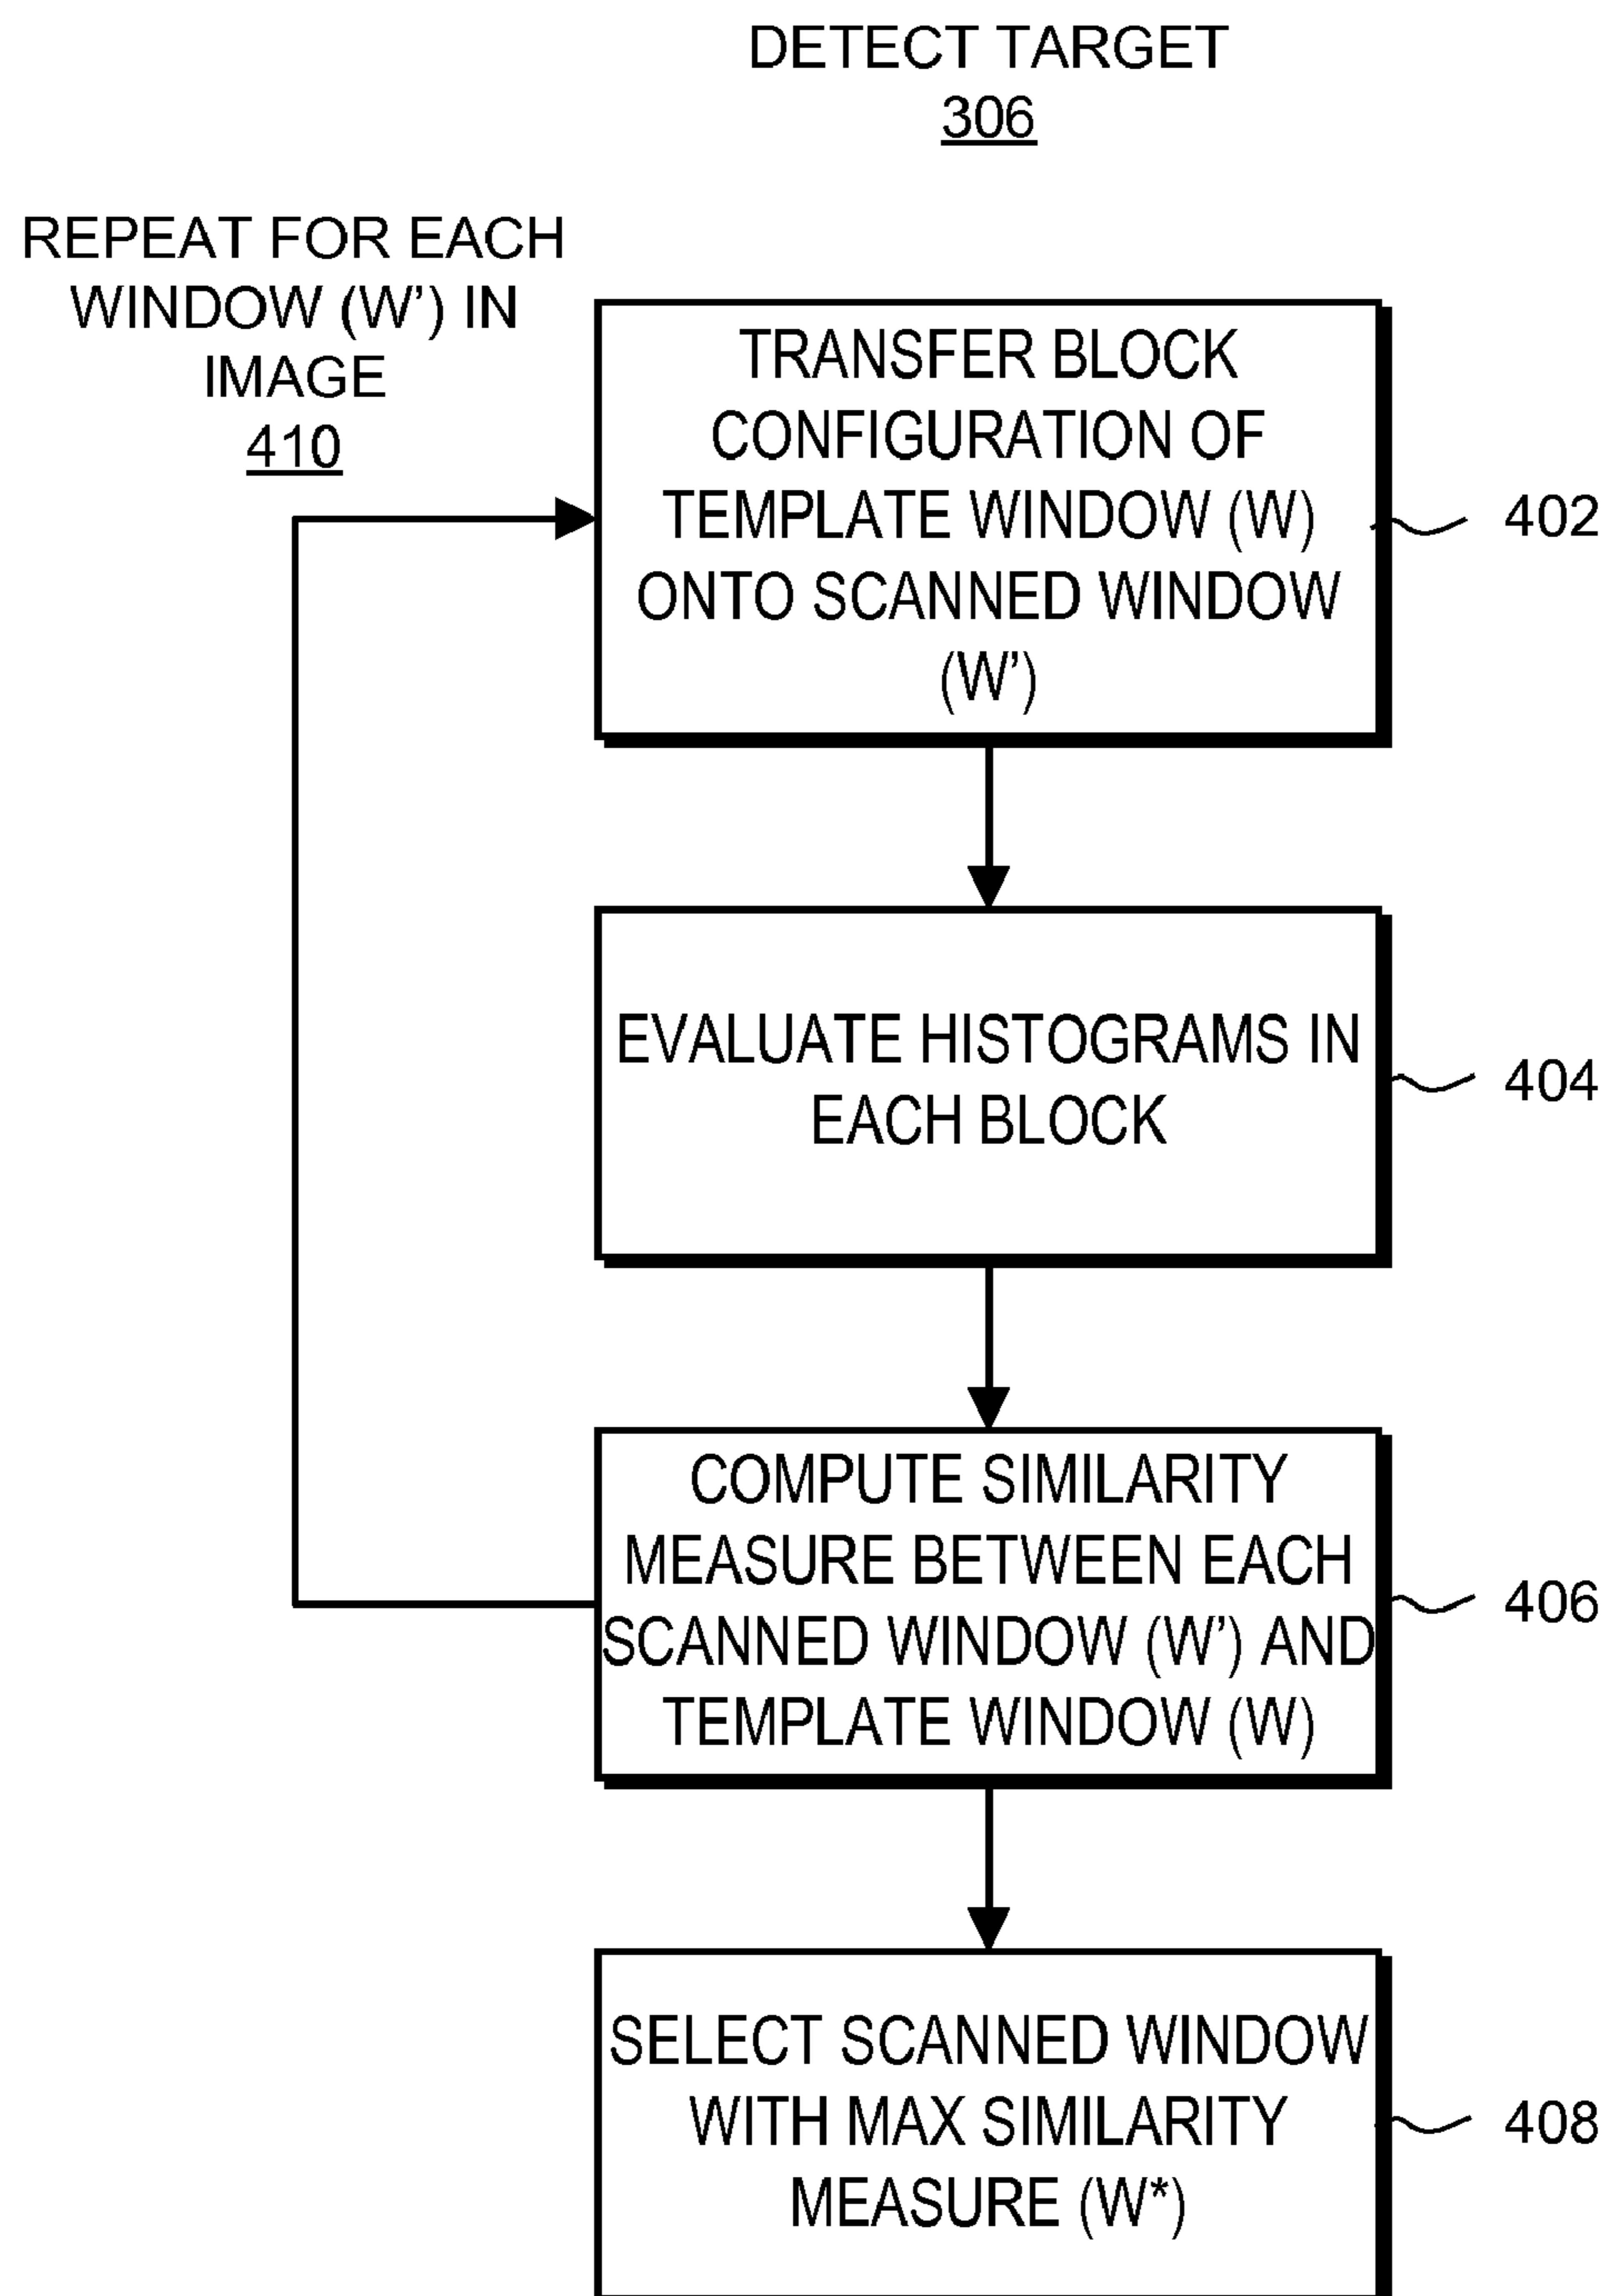 DETECT TARGET
306
REPEAT FOR EACH
WINDOW (W’) IN
IMAGE
410
TRANSFER BLOCK
CONFIGURATION OF
TEMPLATE WINDOW (W)
ONTO SCANNED WINDOW
(W’)
402
EVALUATE HISTOGRAMS IN
EACH BLOCK
404
COMPUTE SIMILARITY
MEASURE BETWEEN EACH
SCANNED WINDOW (W’) AND
TEMPLATE WINDOW (W)
406
SELECT SCANNED WINDOW
WITH MAX SIMILARITY
MEASURE (W*)
408